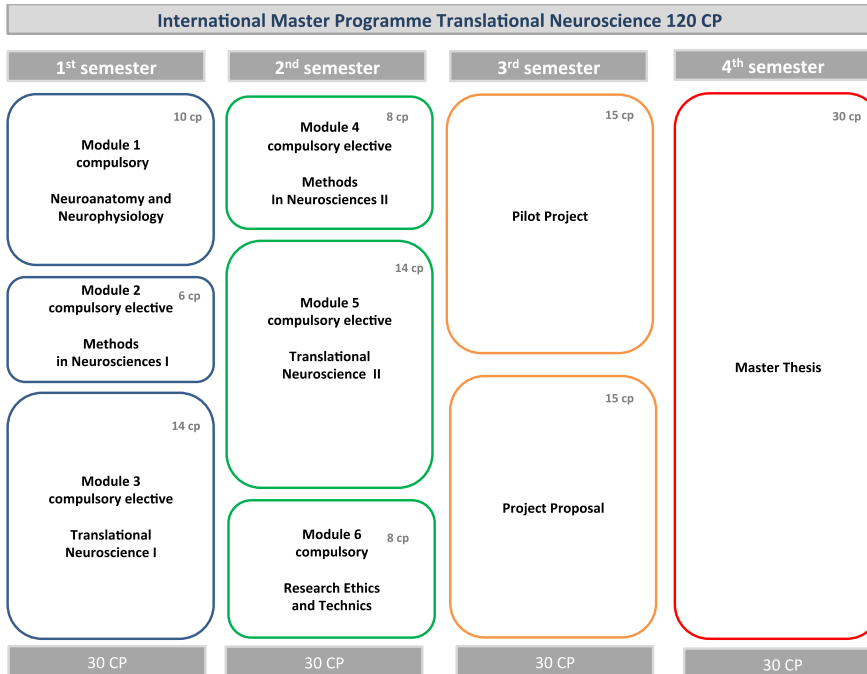 International Master Programme Translational Neuroscience 120 CP
1st semester
10 cp
Module 1
compulsory
Neuroanatomy and
Neurophysiology
6 cp
Module 2
compulsory elective
Methods
in Neurosciences I
14 cp
Module 3
compulsory elective
Translational
Neuroscience I
30 CP
2nd semester
8 cp
Module 4
compulsory elective
Methods
In Neurosciences II
14 cp
Module 5
compulsory elective
Translational
Neuroscience II
8 cp
Module 6
compulsory
Research Ethics
and Technics
30 CP
3rd semester
15 cp
Pilot Project
15 cp
Project Proposal
30 CP
4th semester
30 cp
Master Thesis
30 CP